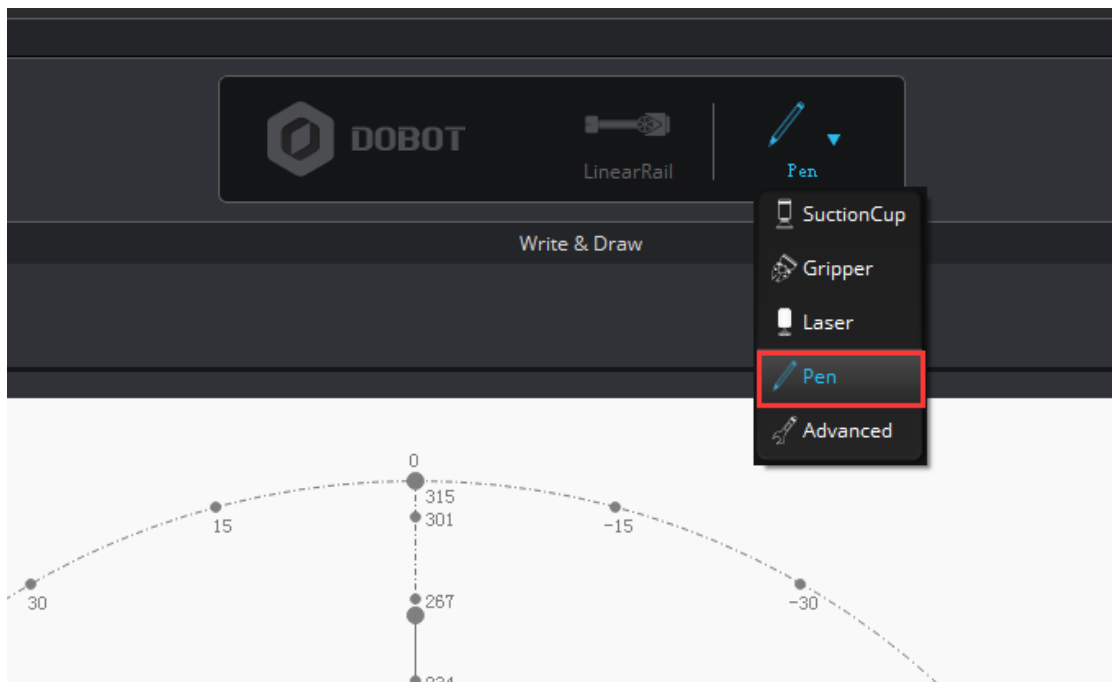 DOBOT
LinearRail
Pen
SuctionCup
Write & Draw
Gripper
Laser
Pen
Advanced
0
315
301
15
-15
267
30
-30